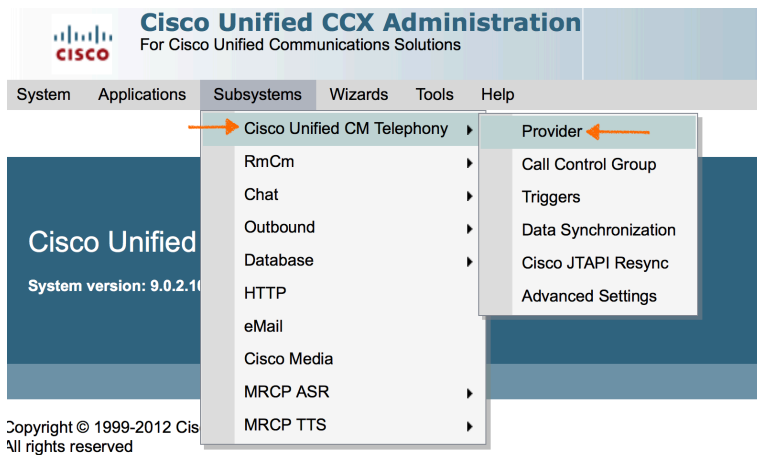 Cisco Unified CCX Administration
For Cisco Unified Communications Solutions
CISCO
System Applications Subsystems Wizards Tools Help
Cisco Unified CM Telephony
RmCm
Chat
Outbound
Database
HTTP
eMail
Cisco Media
MRCP ASR
MRCP TTS
Provider
Call Control Group
Triggers
Data Synchronization
Cisco JTAPI Resync
Advanced Settings
Cisco Unified
System version: 9.0.2.10
Copyright © 1999-2012 Cis
All rights reserved